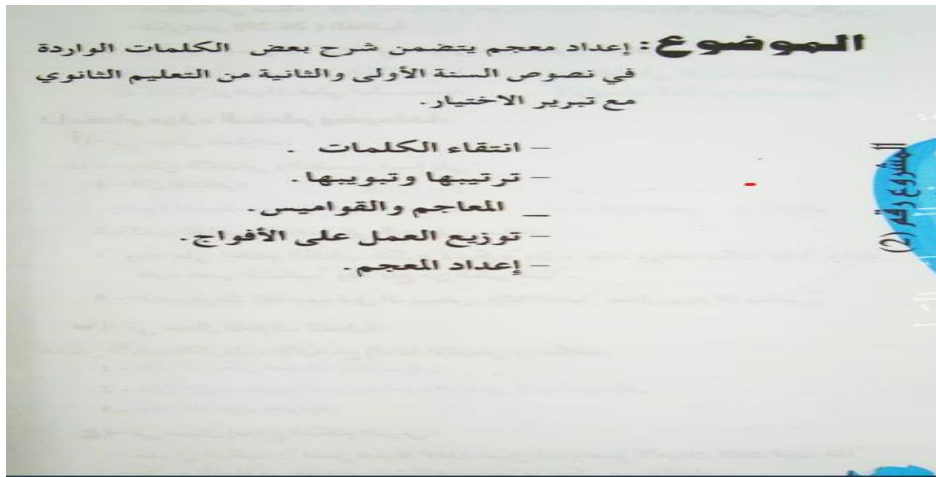 الموضوع: إعداد معجم يتضمن شرح بعض الكلمات الواردة
في نصوص السنة الأولى والثانية من التعليم الثانوي
مع تبرير الاختيار.
– انتقاء الكلمات .
– ترتيبها وتبويبها.
_ المعاجم والقواميس.
– توزيع العمل على الأفواج.
– إعداد المعجم.
المشروع رقم (2)